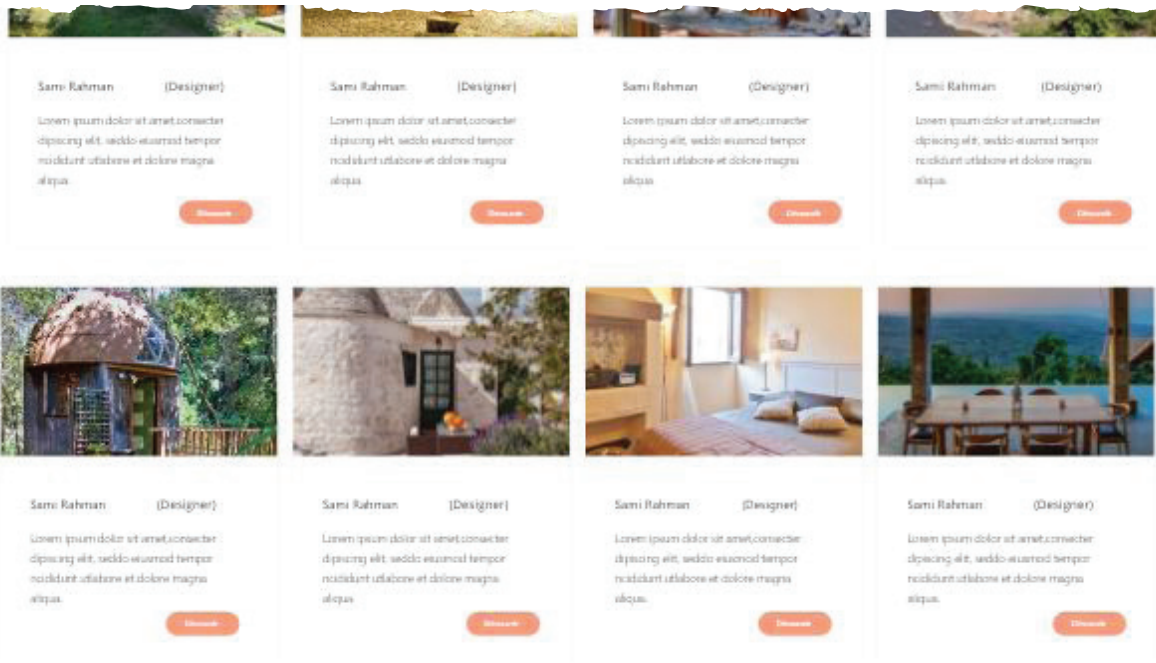 Sami Rahman (Designer)
Lorem ipsum dolor sit amet,consecter
dipiscing elit, seddo eiusmod tempor
ncididunt utlabore et dolore magna
aliqua.
Sami Rahman (Designer)
Lorem ipsum dolor sit amet,consecter
dipiscing elit, seddo eiusmod tempor
ncididunt utlabore et dolore magna
aliqua.
Sami Rahman (Designer)
Lorem ipsum dolor sit amet,consecter
dipiscing elit, seddo eiusmod tempor
ncididunt utlabore et dolore magna
aliqua.
Sami Rahman (Designer)
Lorem ipsum dolor sit amet,consecter
dipiscing elit, seddo eiusmod tempor
ncididunt utlabore et dolore magna
aliqua.
Sami Rahman (Designer)
Lorem ipsum dolor sit amet,consecter
dipiscing elit, seddo eiusmod tempor
ncididunt utlabore et dolore magna
aliqua.
Sami Rahman (Designer)
Lorem ipsum dolor sit amet,consecter
dipiscing elit, seddo eiusmod tempor
ncididunt utlabore et dolore magna
aliqua.
Sami Rahman (Designer)
Lorem ipsum dolor sit amet,consecter
dipiscing elit, seddo eiusmod tempor
ncididunt utlabore et dolore magna
aliqua.
Sami Rahman (Designer)
Lorem ipsum dolor sit amet,consecter
dipiscing elit, seddo eiusmod tempor
ncididunt utlabore et dolore magna
aliqua.